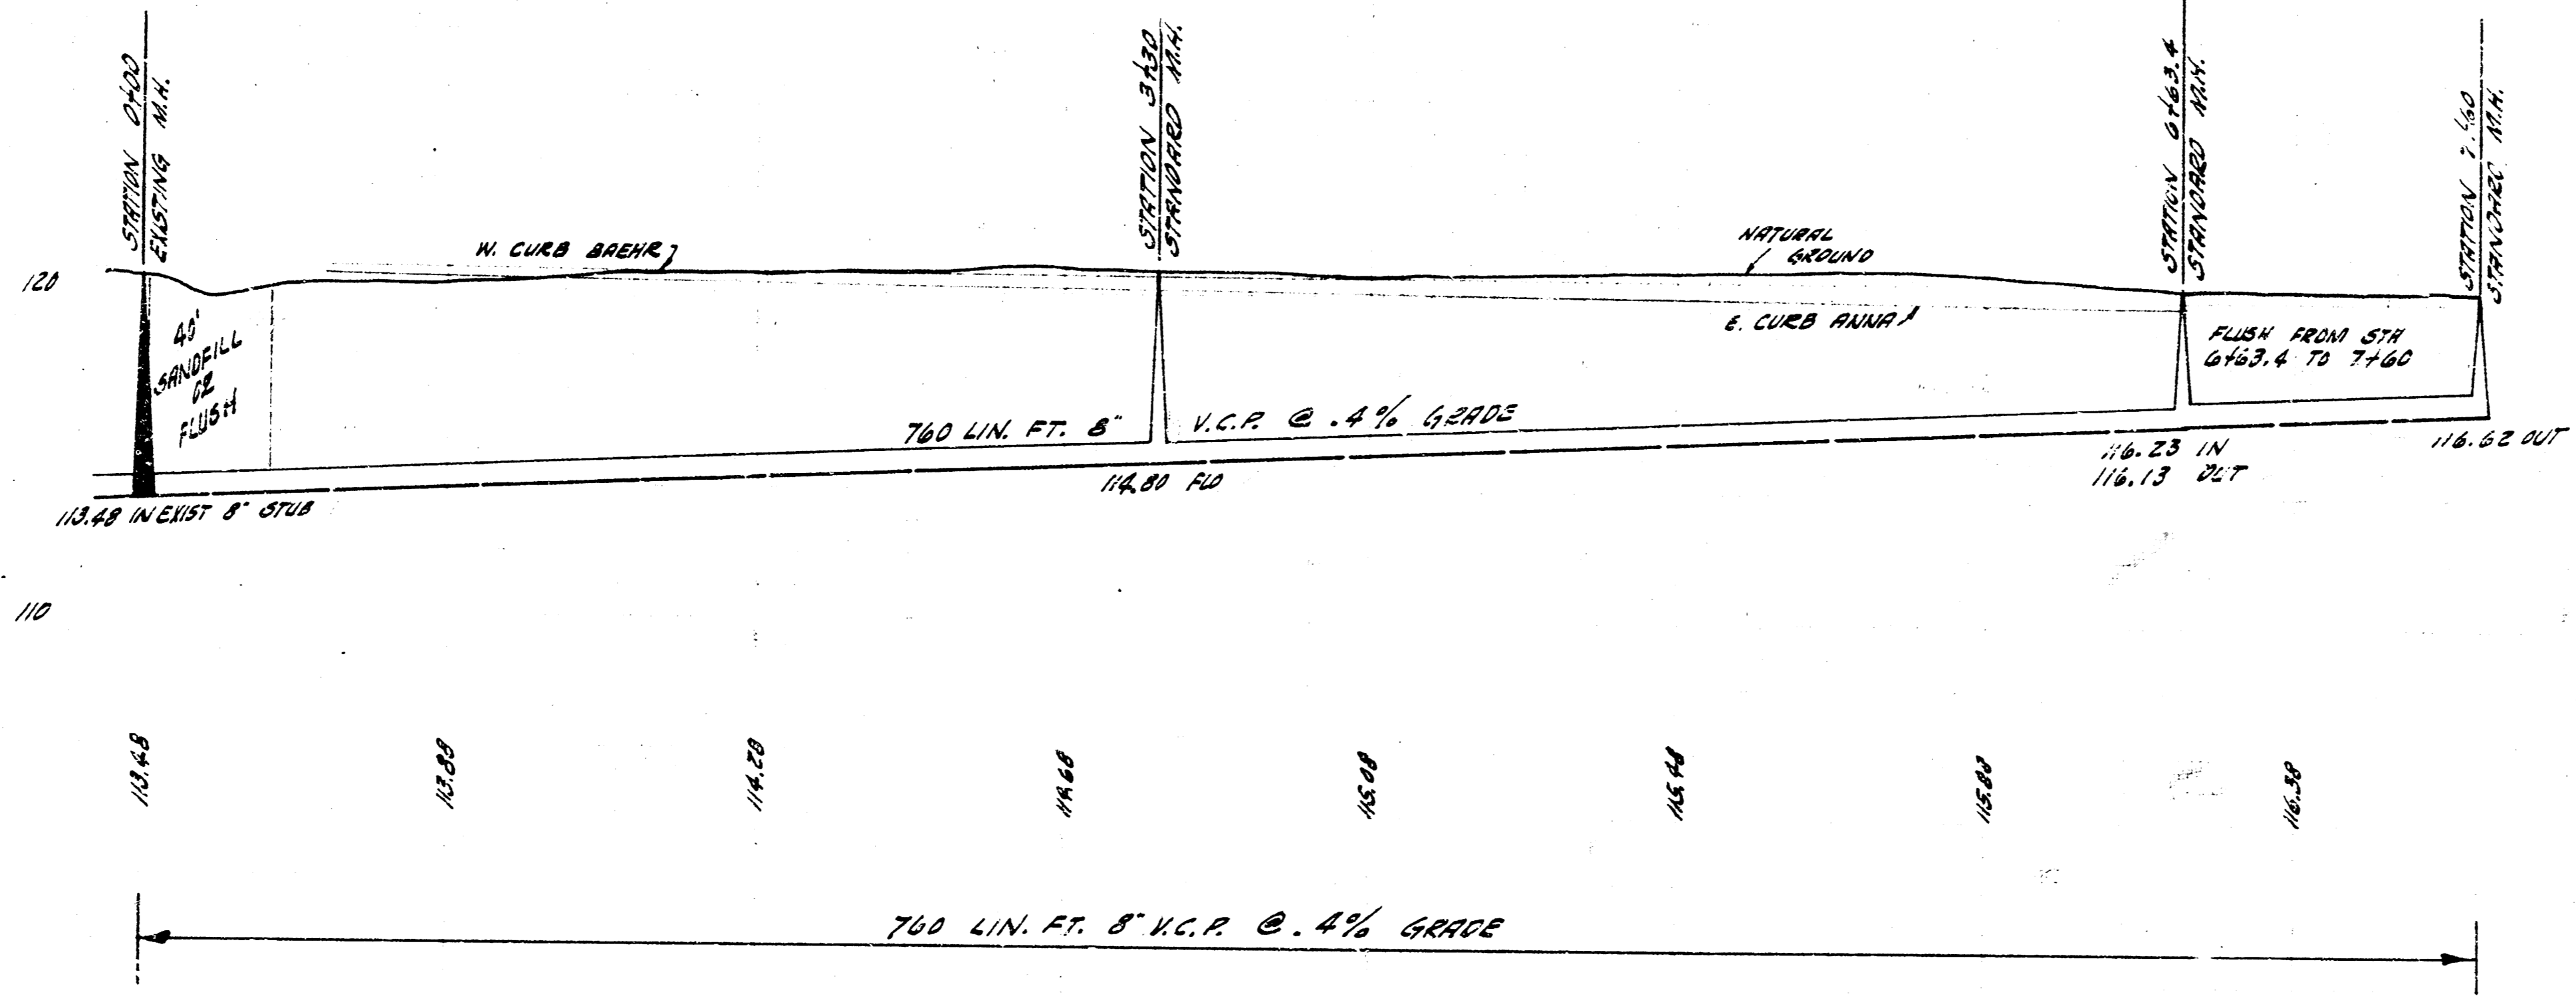 STATION 0+00
EXISTING M.H.
STATION 3+30
STANDARD M.H.
STATION 6+63.4
STANDARD M.H.
STATION 7+60
STANDARD M.H.
W. CURB BAEHR
NATURAL
GROUND
120
E. CURB ANNA
40'
SANDFILL
OR
FLUSH
FLUSH FROM STA
6+63.4 TO 7+60
760 LIN. FT. 8" V.C.P. @ .4% GRADE
113.48 IN EXIST 8" STUB
114.80 FLO
116.23 IN
116.13 OUT
116.62 OUT
110
113.48
113.88
114.28
114.68
115.08
115.48
115.88
116.38
760 LIN. FT. 8" V.C.P. @ .4% GRADE